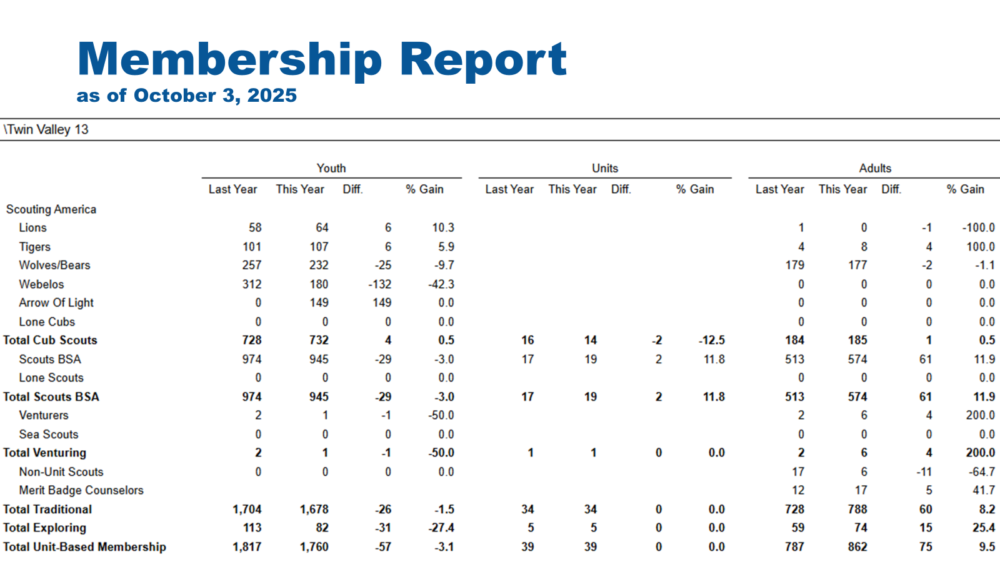 Membership Report
as of October 3, 2025
\Twin Valley 13
Youth Units Adults
Last Year This Year Diff. % Gain Last Year This Year Diff. % Gain Last Year This Year Diff. % Gain
Scouting America
Lions 58 64 6 10.3 1 0 -1 -100.0
Tigers 101 107 6 5.9 4 8 4 100.0
Wolves/Bears 257 232 -25 -9.7 179 177 -2 -1.1
Webelos 312 180 -132 -42.3 0 0 0 0.0
Arrow Of Light 0 149 149 0.0 0 0 0 0.0
Lone Cubs 0 0 0 0.0 0 0 0 0.0
Total Cub Scouts 728 732 4 0.5 16 14 -2 -12.5 184 185 1 0.5
Scouts BSA 974 945 -29 -3.0 17 19 2 11.8 513 574 61 11.9
Lone Scouts 0 0 0 0.0 0 0 0 0.0
Total Scouts BSA 974 945 -29 -3.0 17 19 2 11.8 513 574 61 11.9
Venturers 2 1 -1 -50.0 2 6 4 200.0
Sea Scouts 0 0 0 0.0 0 0 0 0.0
Total Venturing 2 1 -1 -50.0 1 1 0 0.0 2 6 4 200.0
Non-Unit Scouts 0 0 0 0.0 17 6 -11 -64.7
Merit Badge Counselors 12 17 5 41.7
Total Traditional 1,704 1,678 -26 -1.5 34 34 0 0.0 728 788 60 8.2
Total Exploring 113 82 -31 -27.4 5 5 0 0.0 59 74 15 25.4
Total Unit-Based Membership 1,817 1,760 -57 -3.1 39 39 0 0.0 787 862 75 9.5